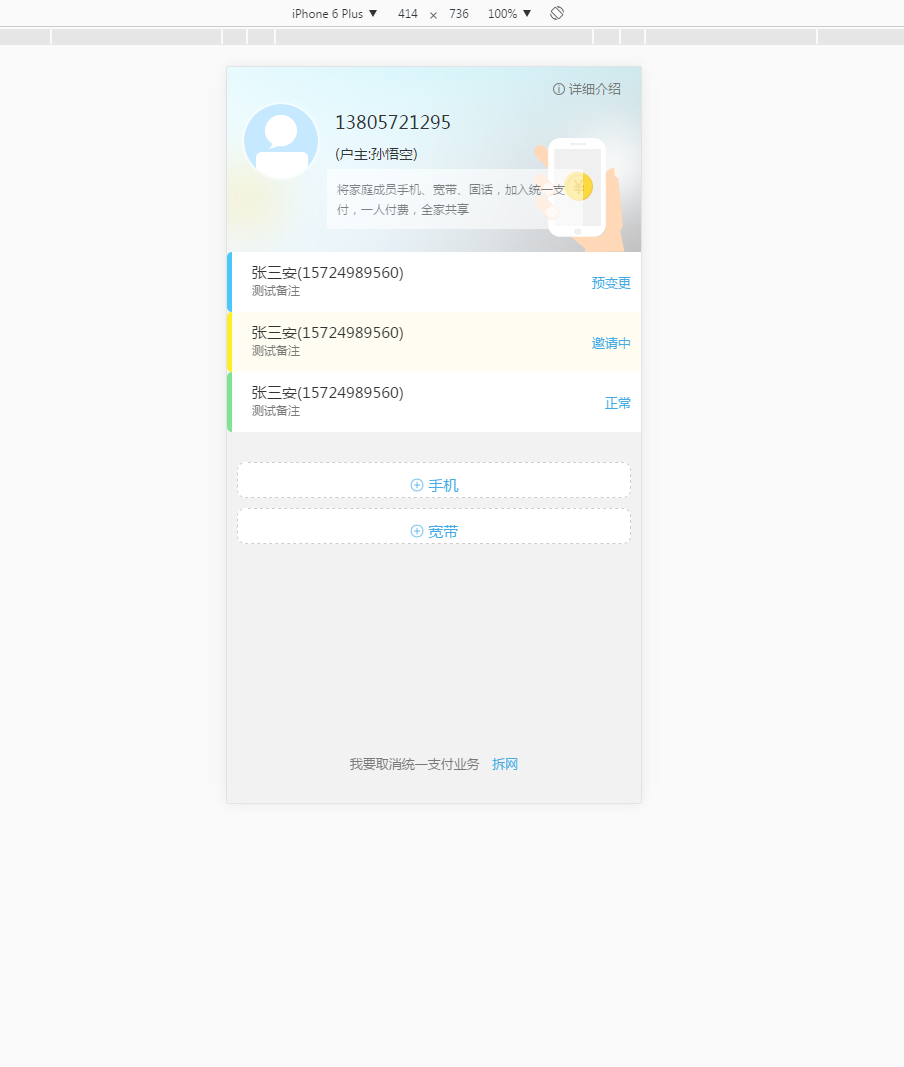 iPhone 6 Plus ▼ 414 × 736 100% ▼
详细介绍
13805721295
(户主:孙悟空)
将家庭成员手机、宽带、固话，加入统一支
付，一人付费，全家共享
张三安(15724989560)
测试备注
预变更
张三安(15724989560)
测试备注
邀请中
张三安(15724989560)
测试备注
正常
手机
宽带
我要取消统一支付业务 拆网